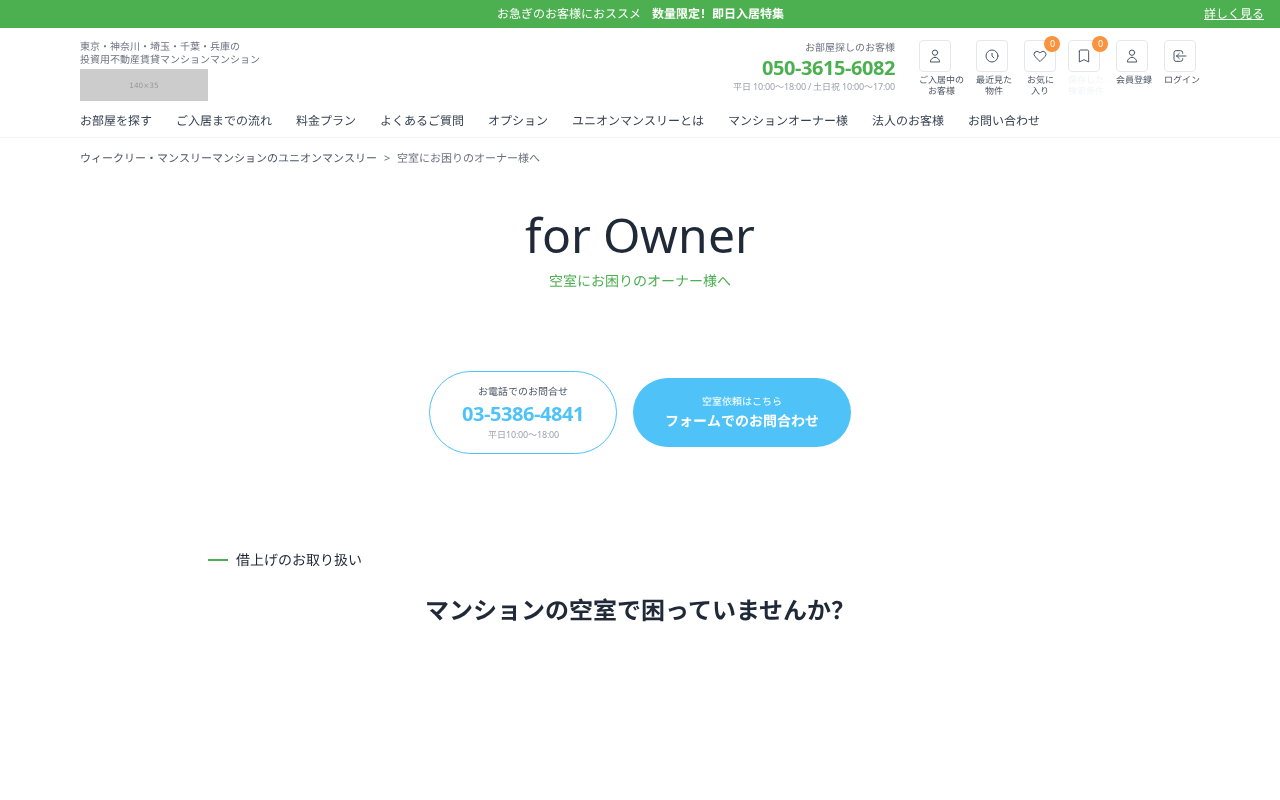 お急ぎのお客様におススメ 数量限定！即日入居特集
詳しく見る
東京・神奈川・埼玉・千葉・兵庫の
投資用不動産賃貸マンションマンション
140×35
お部屋探しのお客様
050-3615-6082
平日 10:00〜18:00 / 土日祝 10:00〜17:00
ご入居中の
お客様
最近見た
物件
0
お気に
入り
0
会員登録
ログイン
お部屋を探す ご入居までの流れ 料金プラン よくあるご質問 オプション ユニオンマンスリーとは マンションオーナー様 法人のお客様 お問い合わせ
ウィークリー・マンスリーマンションのユニオンマンスリー > 空室にお困りのオーナー様へ
for Owner
空室にお困りのオーナー様へ
お電話でのお問合せ
03-5386-4841
平日10:00〜18:00
空室依頼はこちら
フォームでのお問合わせ
借上げのお取り扱い
マンションの空室で困っていませんか?